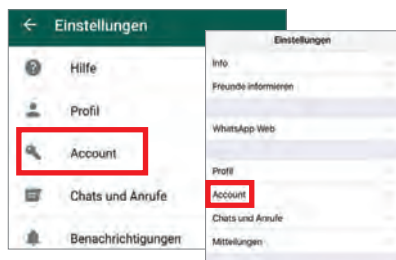 Einstellungen
Hilfe
Profil
Account
Chats und Anrufe
Benachrichtigungen
Einstellungen
Info
Freunde informieren
WhatsApp Web
Profil
Account
Chats und Anrufe
Mitteilungen